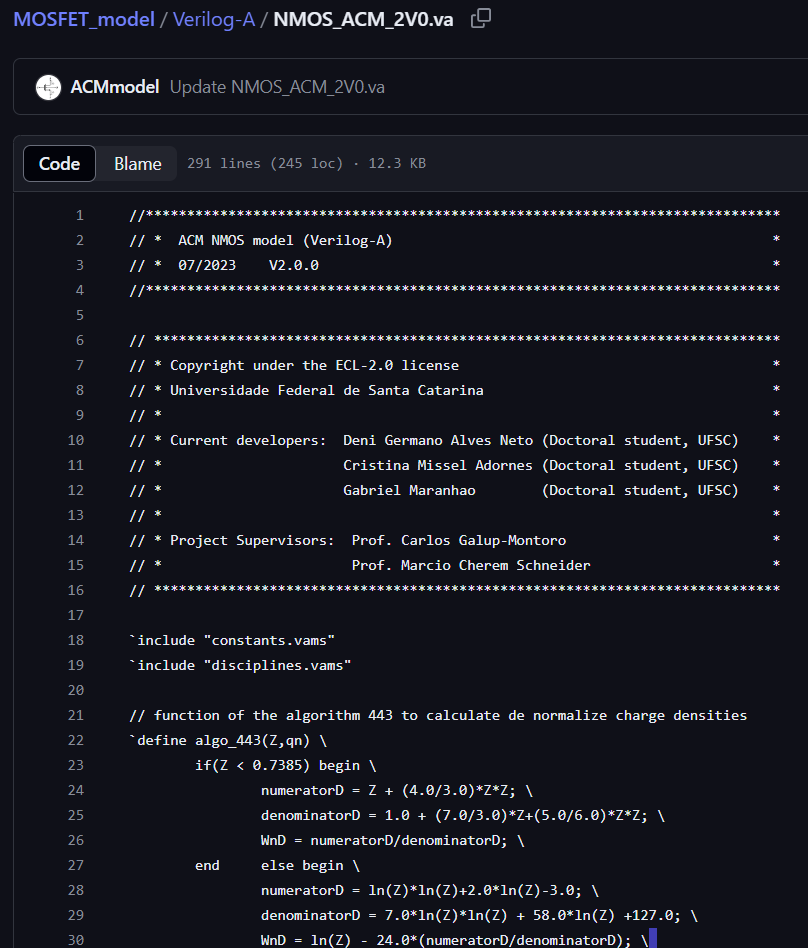 MOSFET_model / Verilog-A / NMOS_ACM_2V0.va
ACMmodel Update NMOS_ACM_2V0.va
Code Blame 291 lines (245 loc) · 12.3 KB
1 //*****************************************************************************
2 // *  ACM NMOS model (Verilog-A)                                              *
3 // *  07/2023    V2.0.0                                                       *
4 //*****************************************************************************
5
6 // ****************************************************************************
7 // * Copyright under the ECL-2.0 license                                      *
8 // * Universidade Federal de Santa Catarina                                   *
9 // *                                                                          *
10 // * Current developers:  Deni Germano Alves Neto (Doctoral student, UFSC)    *
11 // *                      Cristina Missel Adornes (Doctoral student, UFSC)    *
12 // *                      Gabriel Maranhao        (Doctoral student, UFSC)    *
13 // *                                                                          *
14 // * Project Supervisors:  Prof. Carlos Galup-Montoro                         *
15 // *                       Prof. Marcio Cherem Schneider                      *
16 // ****************************************************************************
17
18 `include "constants.vams"
19 `include "disciplines.vams"
20
21 // function of the algorithm 443 to calculate de normalize charge densities
22 `define algo_443(Z,qn) \
23         if(Z < 0.7385) begin \
24                 numeratorD = Z + (4.0/3.0)*Z*Z; \
25                 denominatorD = 1.0 + (7.0/3.0)*Z+(5.0/6.0)*Z*Z; \
26                 WnD = numeratorD/denominatorD; \
27         end     else begin \
28                 numeratorD = ln(Z)*ln(Z)+2.0*ln(Z)-3.0; \
29                 denominatorD = 7.0*ln(Z)*ln(Z) + 58.0*ln(Z) +127.0; \
30                 WnD = ln(Z) - 24.0*(numeratorD/denominatorD); \